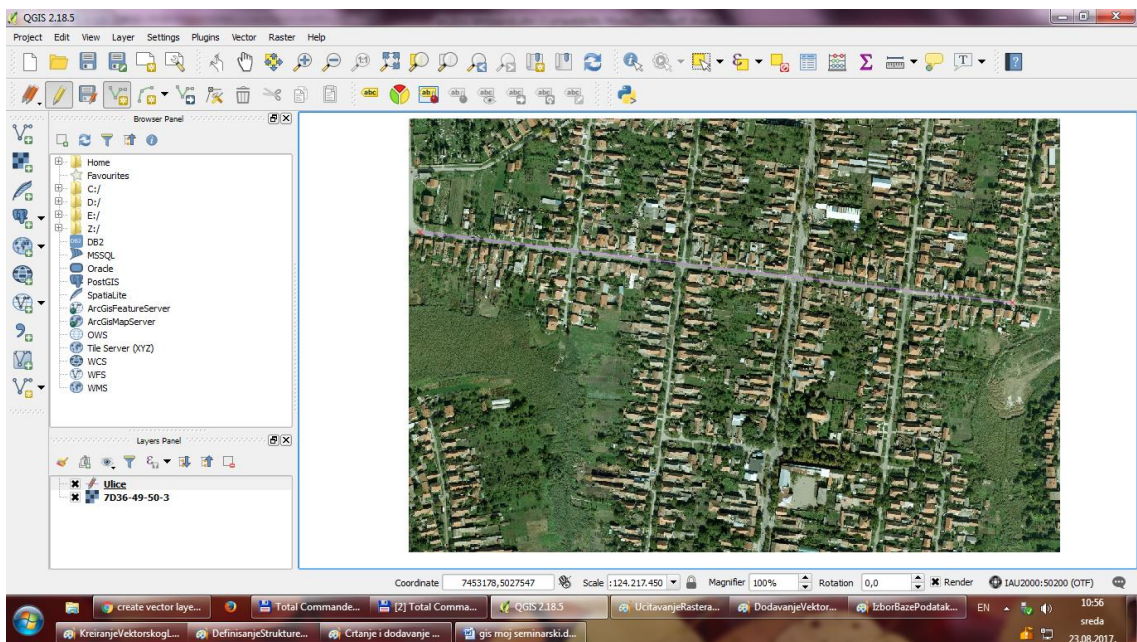 QGIS 2.18.5
Project Edit View Layer Settings Plugins Vector Raster Help
Browser Panel
Home
Favourites
C:/
D:/
E:/
Z:/
DB2
MSSQL
Oracle
PostGIS
SpatiaLite
ArcGisFeatureServer
ArcGisMapServer
OWS
Tile Server (XYZ)
WCS
WFS
WMS
Layers Panel
Ulice
7D36-49-50-3
Coordinate 7453178,5027547 Scale :124.217.450 Magnifier 100% Rotation 0,0 Render IAU2000:50200 (OTF)
create vector laye... Total Commande... [2] Total Comma... QGIS 2.18.5 UcitavanjeRastera... DodavanjeVektor... IzborBazePodatak... EN 10:56
sreda
KreiranjeVektorskogL... DefinisanjeStrukture... Crtanje i dodavanje ... gis moj seminarski.d... 23.08.2017.